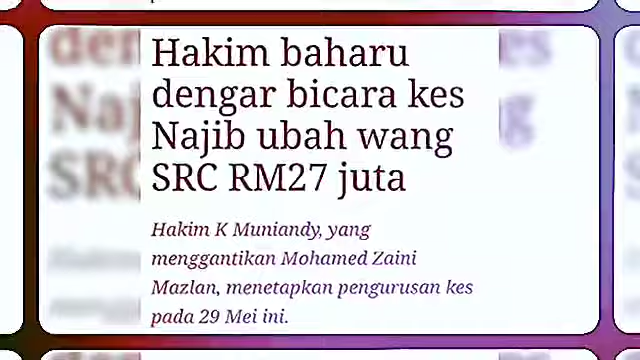 Hakim baharu
dengar bicara kes
Najib ubah wang
SRC RM27 juta
Hakim K Muniandy, yang
menggantikan Mohamed Zaini
Mazlan, menetapkan pengurusan kes
pada 29 Mei ini.